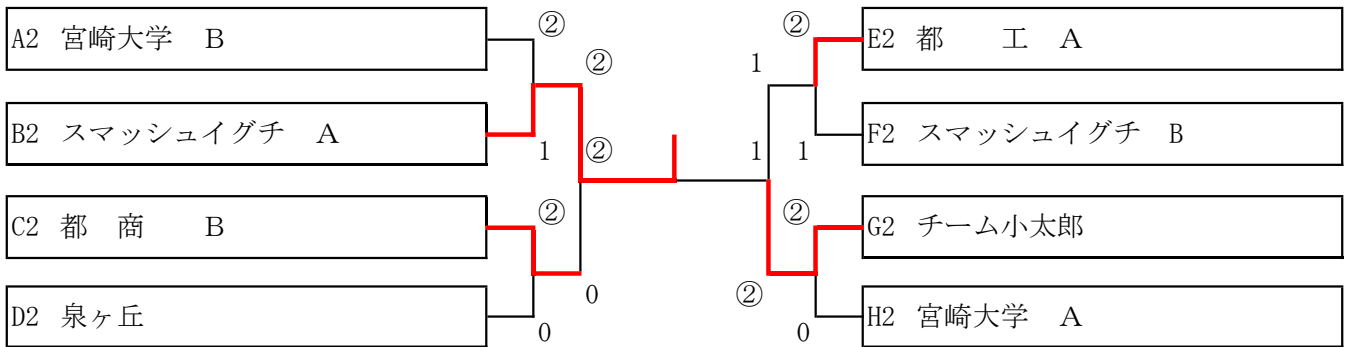 A2 宮崎大学 B ② ② E2 都 工 A
② 1
B2 スマッシュイグチ A 1 ② 1 1 F2 スマッシュイグチ B
C2 都 商 B ② ② G2 チーム小太郎
0 ②
D2 泉ヶ丘 0 0 H2 宮崎大学 A